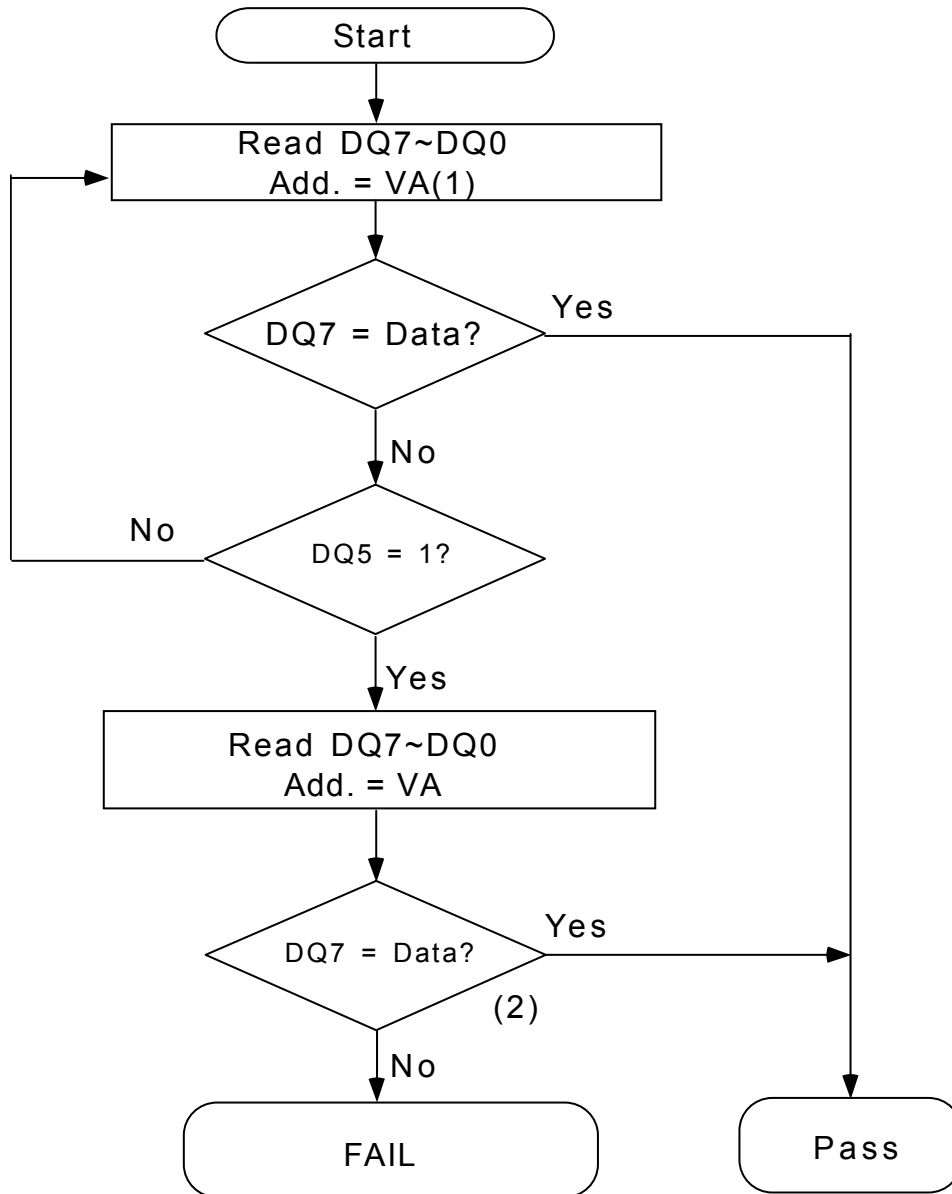 Start
Read DQ7~DQ0
Add. = VA(1)
DQ7 = Data?
Yes
No
No
DQ5 = 1?
Yes
Read DQ7~DQ0
Add. = VA
DQ7 = Data?
Yes
(2)
No
FAIL
Pass